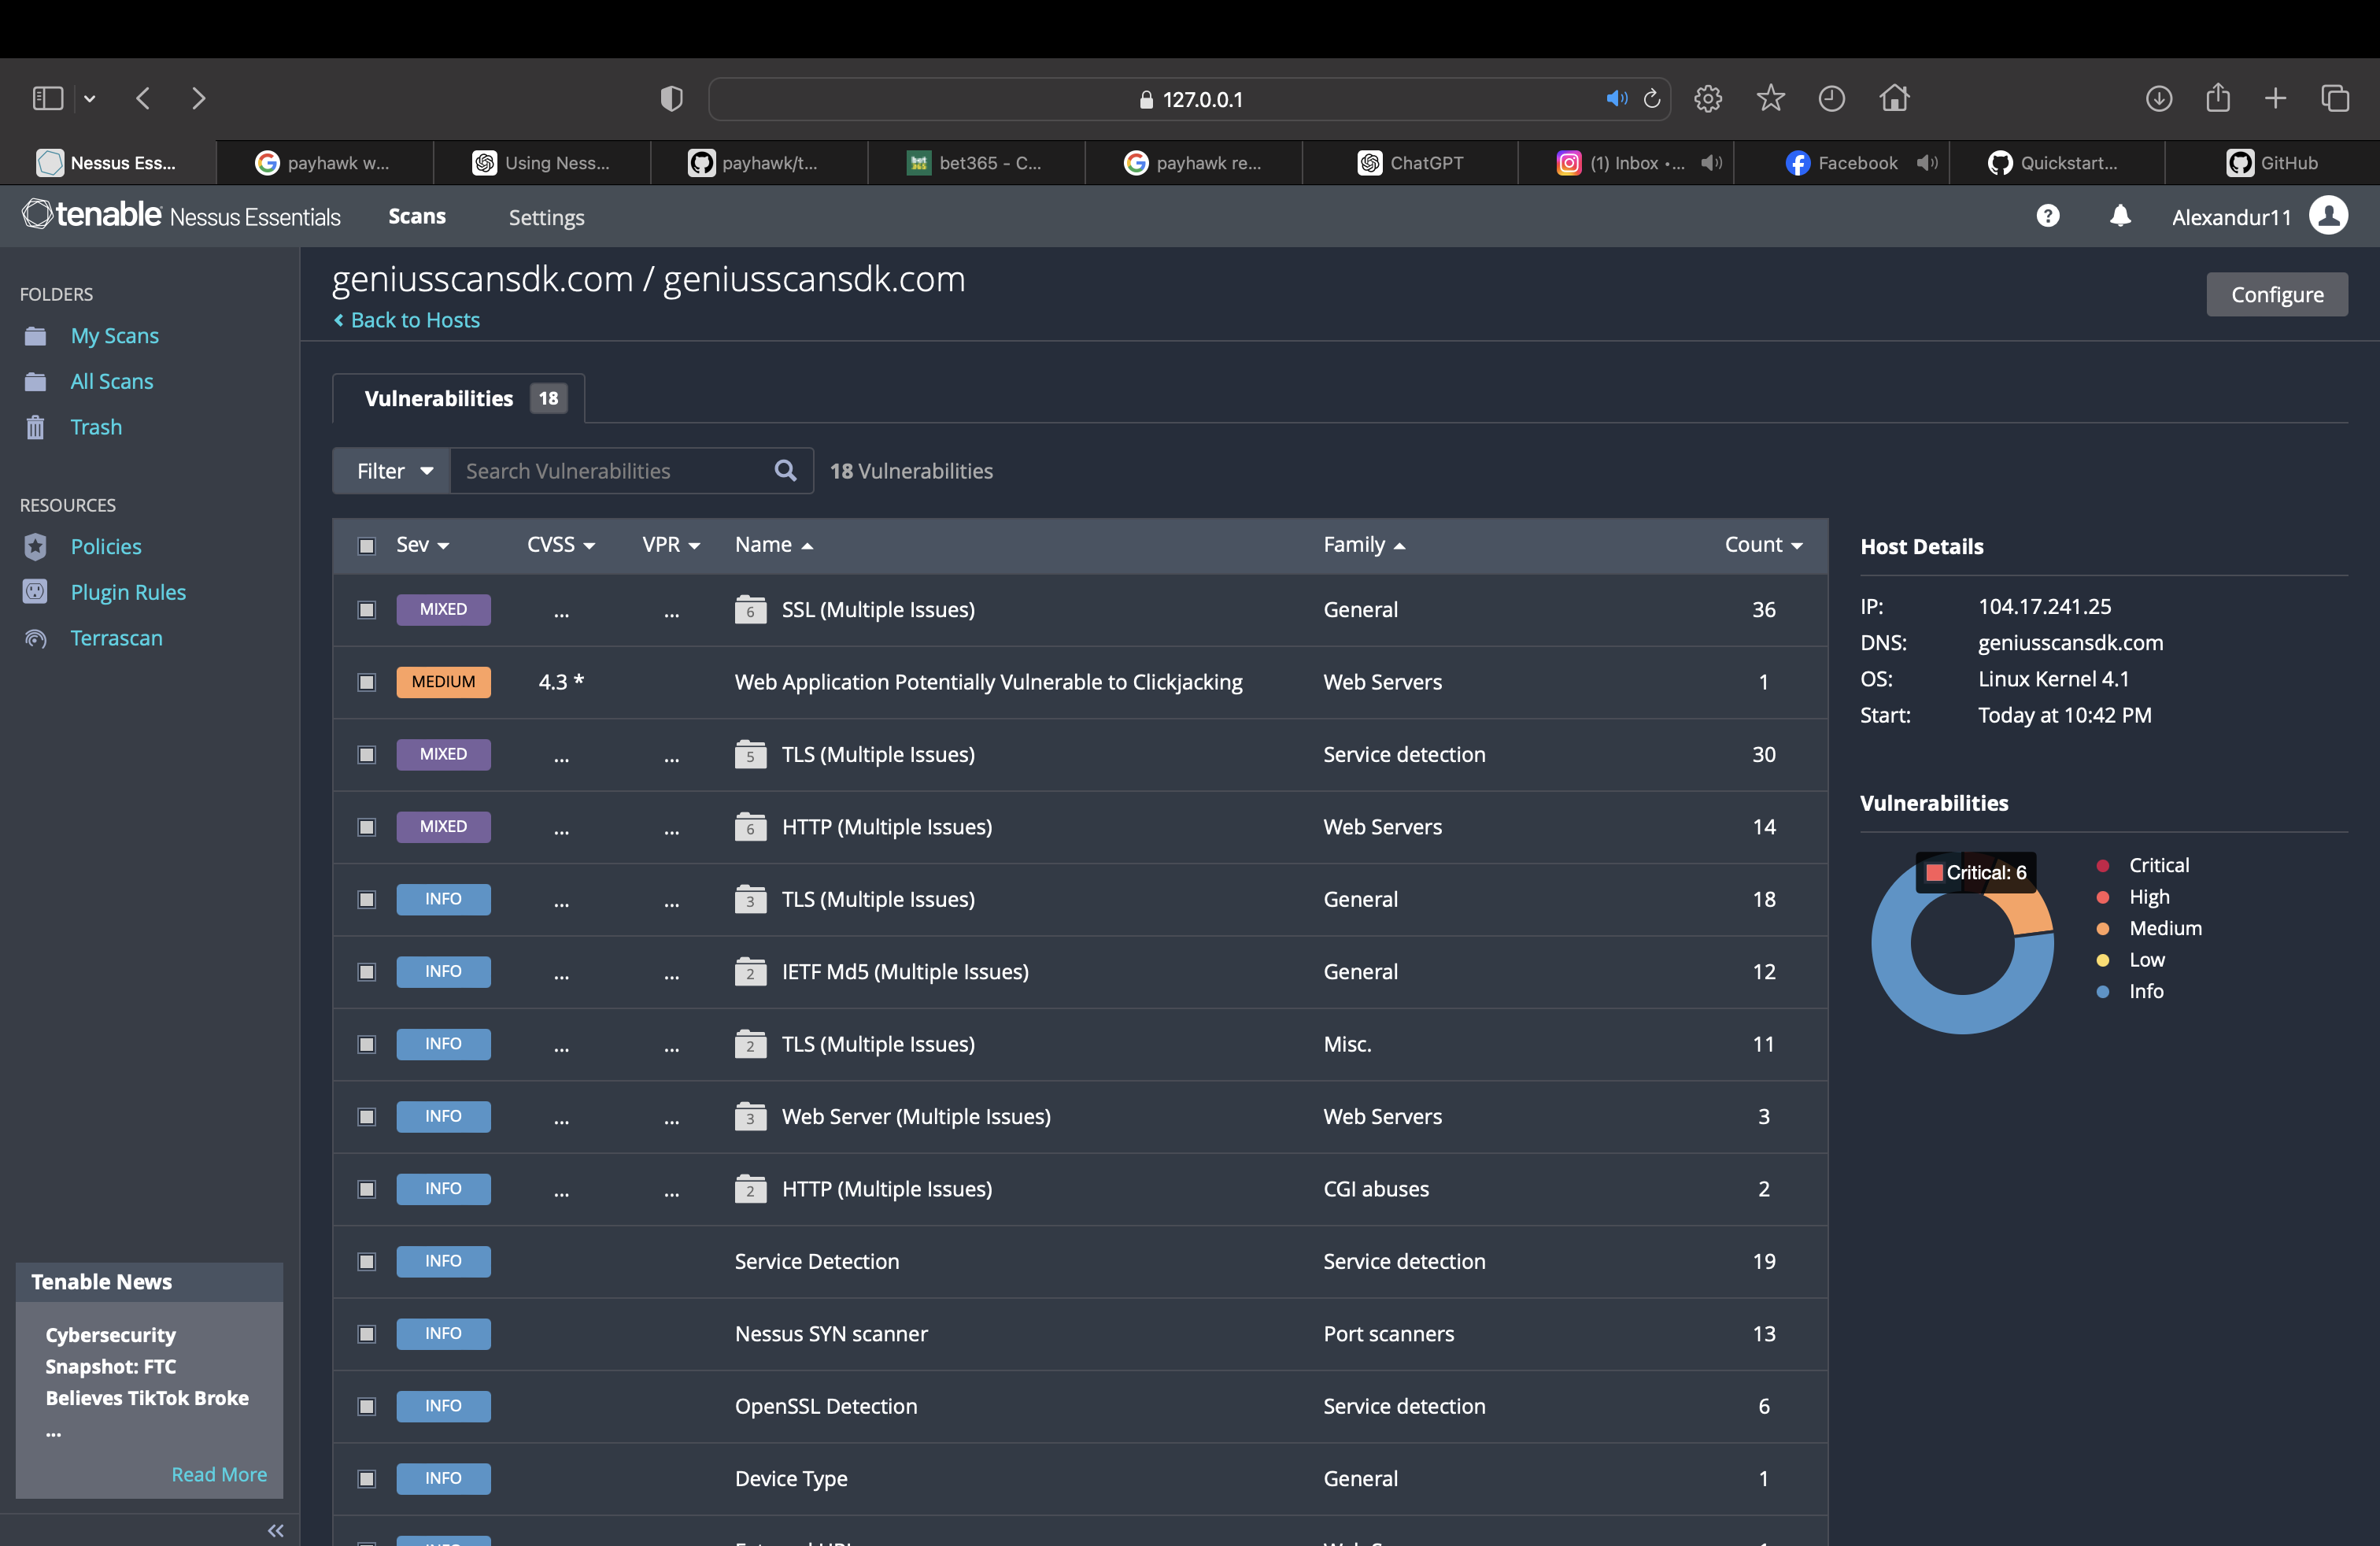 127.0.0.1
Nessus Ess...
payhawk w...
Using Ness...
payhawk/t...
bet365 - C...
payhawk re...
ChatGPT
(1) Inbox •...
Facebook
Quickstart...
GitHub
tenable Nessus Essentials
Scans
Settings
Alexandur11
FOLDERS
My Scans
All Scans
Trash
RESOURCES
Policies
Plugin Rules
Terrascan
Tenable News
Cybersecurity
Snapshot: FTC
Believes TikTok Broke
...
Read More
geniusscansdk.com / geniusscansdk.com
Back to Hosts
Configure
Vulnerabilities 18
Filter
Search Vulnerabilities
18 Vulnerabilities
Sev CVSS VPR Name Family Count
MIXED ... ... 6 SSL (Multiple Issues) General 36
MEDIUM 4.3 * Web Application Potentially Vulnerable to Clickjacking Web Servers 1
MIXED ... ... 5 TLS (Multiple Issues) Service detection 30
MIXED ... ... 6 HTTP (Multiple Issues) Web Servers 14
INFO ... ... 3 TLS (Multiple Issues) General 18
INFO ... ... 2 IETF Md5 (Multiple Issues) General 12
INFO ... ... 2 TLS (Multiple Issues) Misc. 11
INFO ... ... 3 Web Server (Multiple Issues) Web Servers 3
INFO ... ... 2 HTTP (Multiple Issues) CGI abuses 2
INFO Service Detection Service detection 19
INFO Nessus SYN scanner Port scanners 13
INFO OpenSSL Detection Service detection 6
INFO Device Type General 1
Host Details
IP: 104.17.241.25
DNS: geniusscansdk.com
OS: Linux Kernel 4.1
Start: Today at 10:42 PM
Vulnerabilities
Critical: 6
Critical
High
Medium
Low
Info